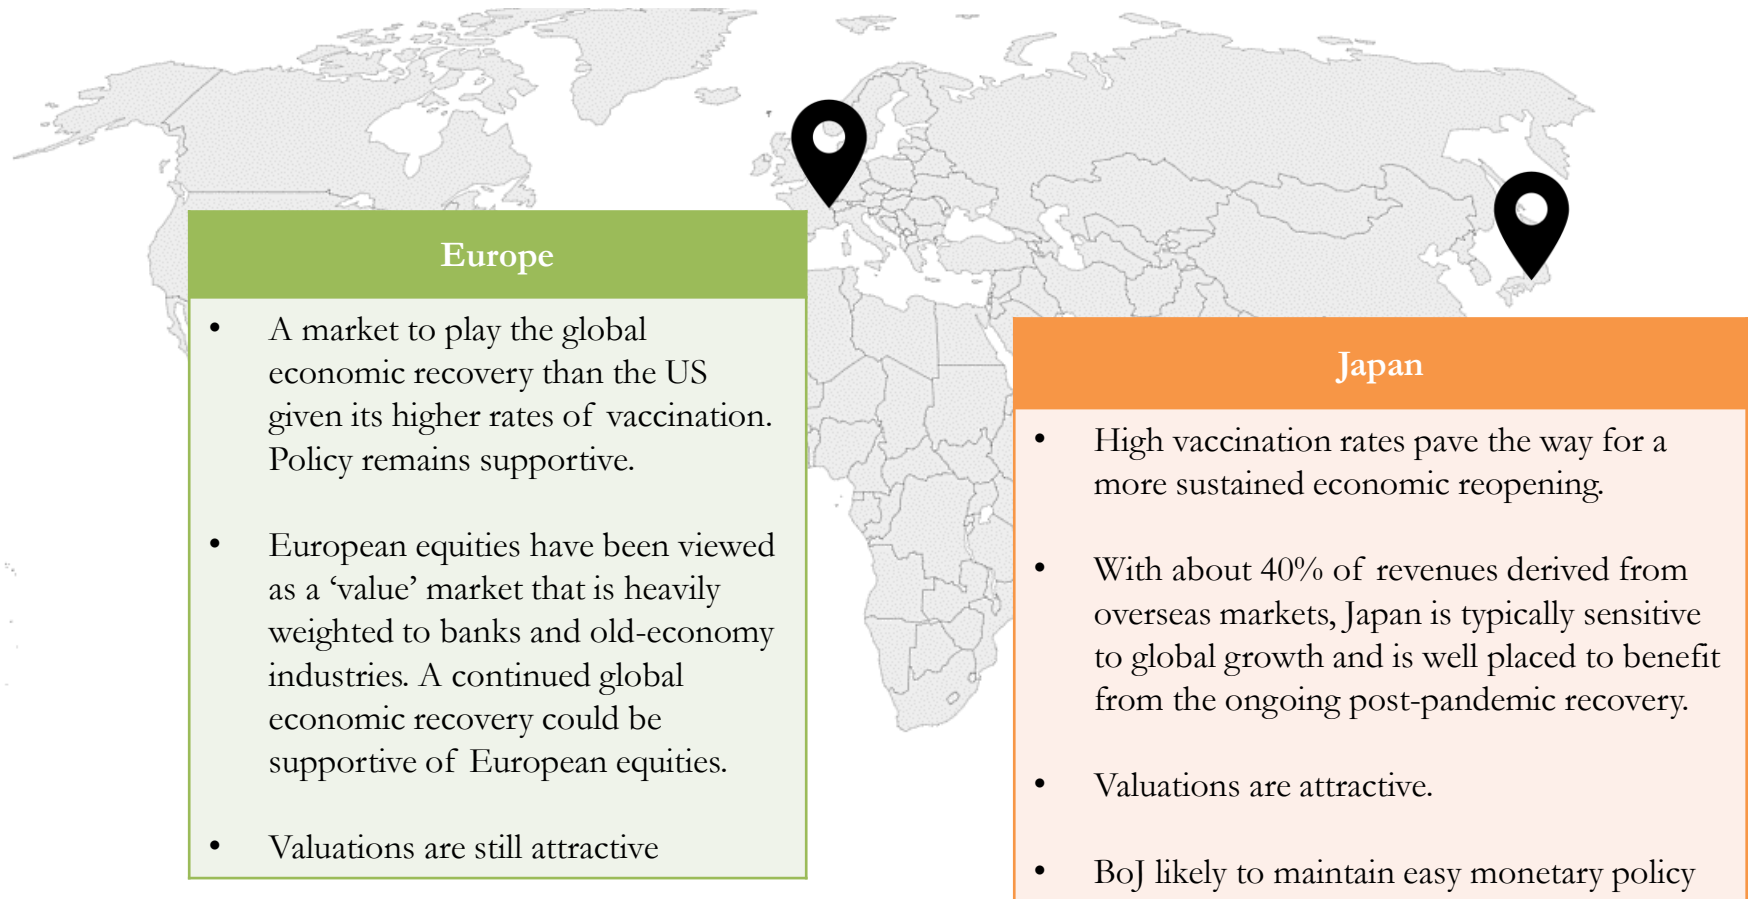 Europe
• A market to play the global
economic recovery than the US
given its higher rates of vaccination.
Policy remains supportive.
• European equities have been viewed
as a ‘value’ market that is heavily
weighted to banks and old-economy
industries. A continued global
economic recovery could be
supportive of European equities.
• Valuations are still attractive
Japan
• High vaccination rates pave the way for a
more sustained economic reopening.
• With about 40% of revenues derived from
overseas markets, Japan is typically sensitive
to global growth and is well placed to benefit
from the ongoing post-pandemic recovery.
• Valuations are attractive.
• BoJ likely to maintain easy monetary policy